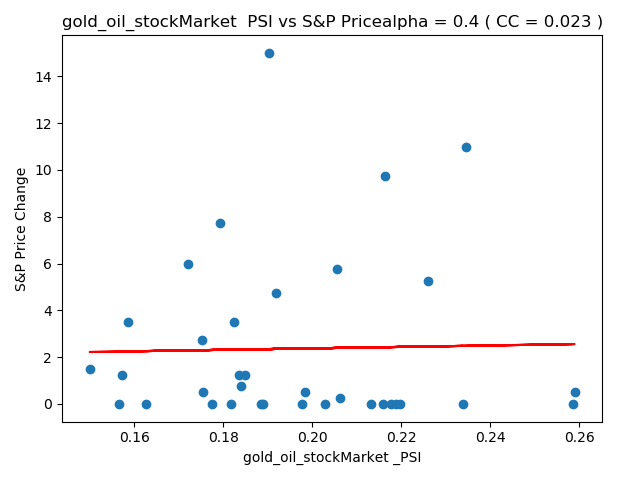 gold_oil_stockMarket  PSI vs S&P Pricealpha = 0.4 ( CC = 0.023 )
S&P Price Change
14
12
10
8
6
4
2
0
0.16 0.18 0.20 0.22 0.24 0.26
gold_oil_stockMarket _PSI